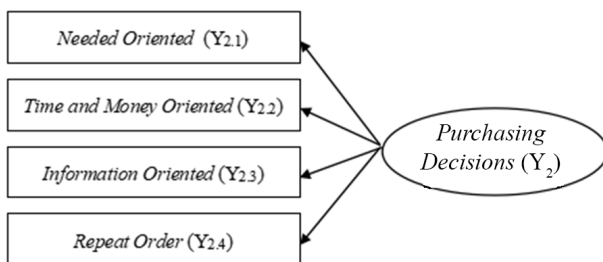 Needed Oriented (Y2.1)
Time and Money Oriented (Y2.2)
Information Oriented (Y2.3)
Repeat Order (Y2.4)
Purchasing
Decisions (Y2)